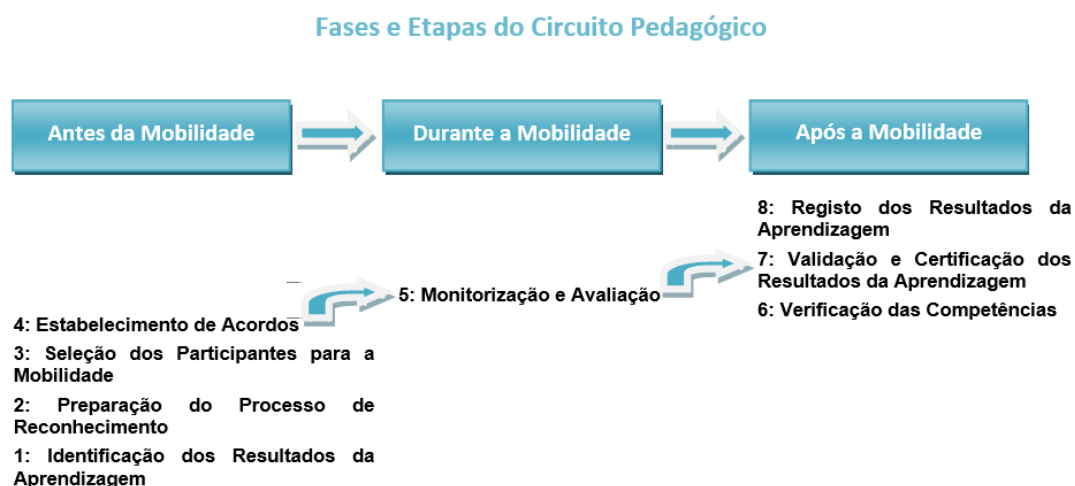 Fases e Etapas do Circuito Pedagógico
Antes da Mobilidade
Durante a Mobilidade
Após a Mobilidade
8: Registo dos Resultados da
Aprendizagem
7: Validação e Certificação dos
Resultados da Aprendizagem
6: Verificação das Competências
5: Monitorização e Avaliação
4: Estabelecimento de Acordos
3: Seleção dos Participantes para a
Mobilidade
2: Preparação do Processo de
Reconhecimento
1: Identificação dos Resultados da
Aprendizagem